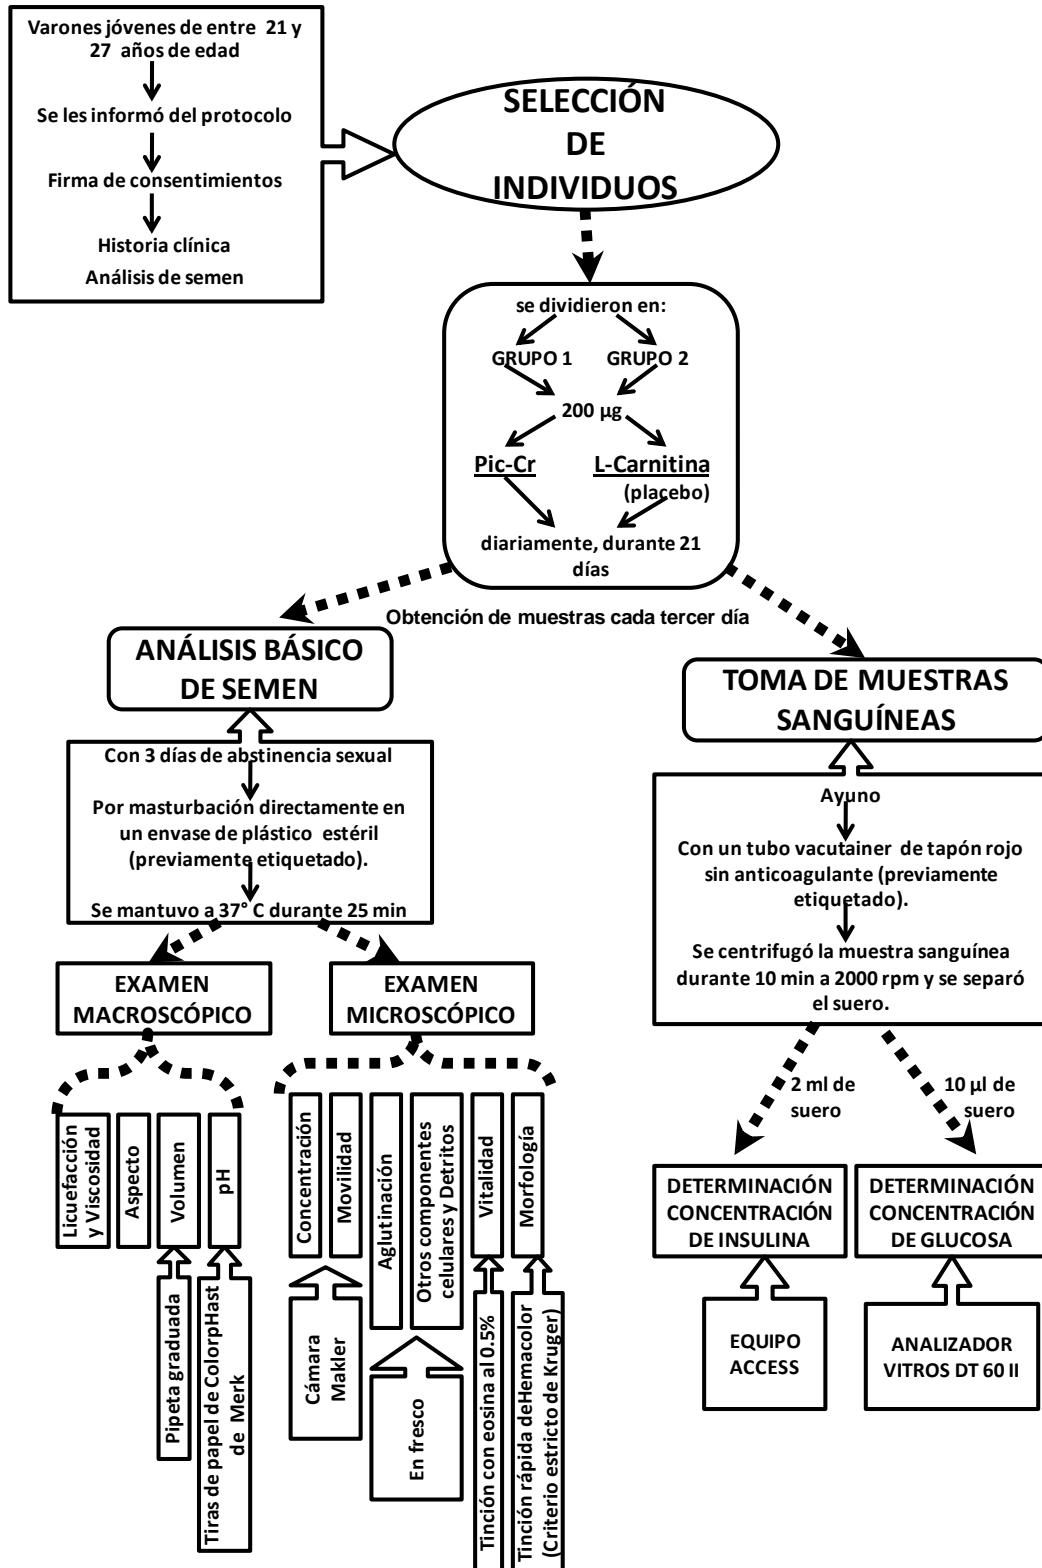 Varones jóvenes de entre 21 y
27 años de edad
Se les informó del protocolo
Firma de consentimientos
Historia clínica
Análisis de semen
SELECCIÓN
DE
INDIVIDUOS
se dividieron en:
GRUPO 1
GRUPO 2
200 µg
Pic-Cr
L-Carnitina
(placebo)
diariamente, durante 21
días
Obtención de muestras cada tercer día
ANÁLISIS BÁSICO
DE SEMEN
Con 3 días de abstinencia sexual
Por masturbación directamente en
un envase de plástico estéril
(previamente etiquetado).
Se mantuvo a 37° C durante 25 min
EXAMEN
MACROSCÓPICO
EXAMEN
MICROSCÓPICO
Licuefacción
y Viscosidad
Aspecto
Volumen
pH
Pipeta graduada
Tiras de papel de ColorpHast
de Merk
Concentración
Movilidad
Aglutinación
Otros componentes
celulares y Detritos
Vitalidad
Morfología
Cámara
Makler
En fresco
Tinción con eosina al 0.5%
Tinción rápida deHemacolor
(Criterio estricto de Kruger)
TOMA DE MUESTRAS
SANGUÍNEAS
Ayuno
Con un tubo vacutainer de tapón rojo
sin anticoagulante (previamente
etiquetado).
Se centrifugó la muestra sanguínea
durante 10 min a 2000 rpm y se separó
el suero.
2 ml de
suero
10 µl de
suero
DETERMINACIÓN
CONCENTRACIÓN
DE INSULINA
DETERMINACIÓN
CONCENTRACIÓN
DE GLUCOSA
EQUIPO
ACCESS
ANALIZADOR
VITROS DT 60 II